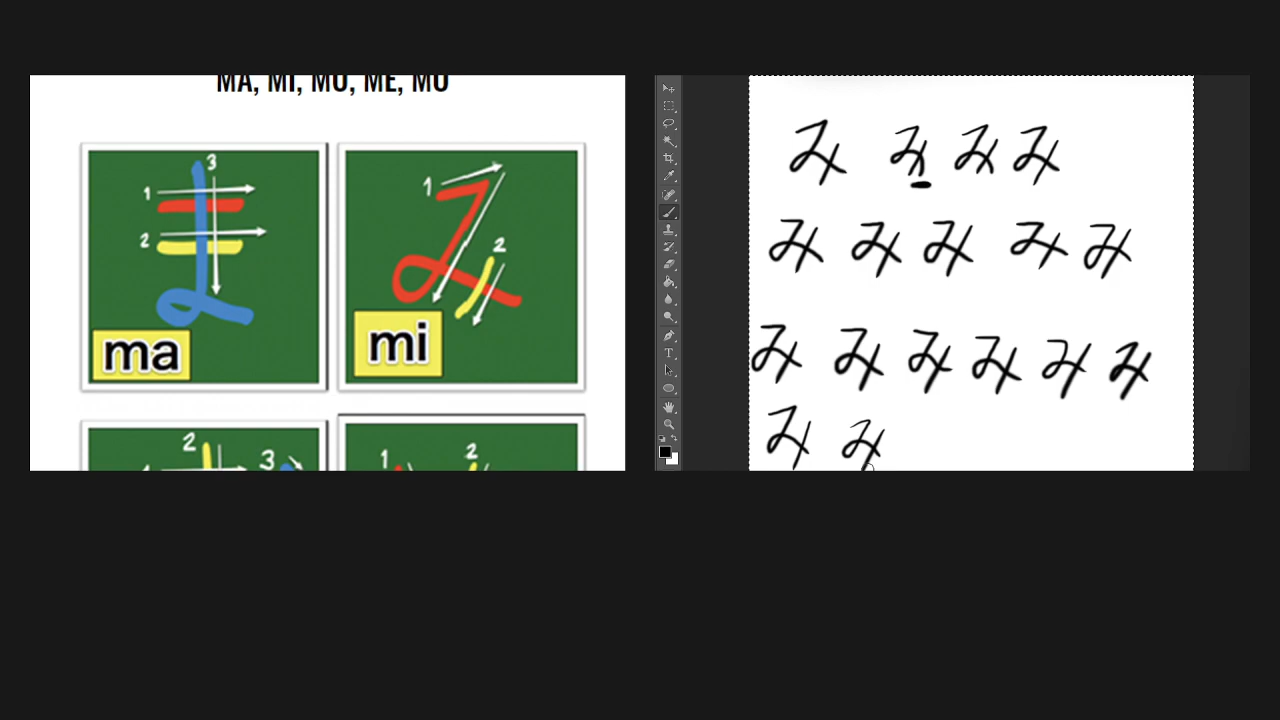 MA, MI, MU, ME, MO
1 2 3
ma
1 2
mi
2 3
1 2
み み み み
み み み み み
み み み み み み
み み
T